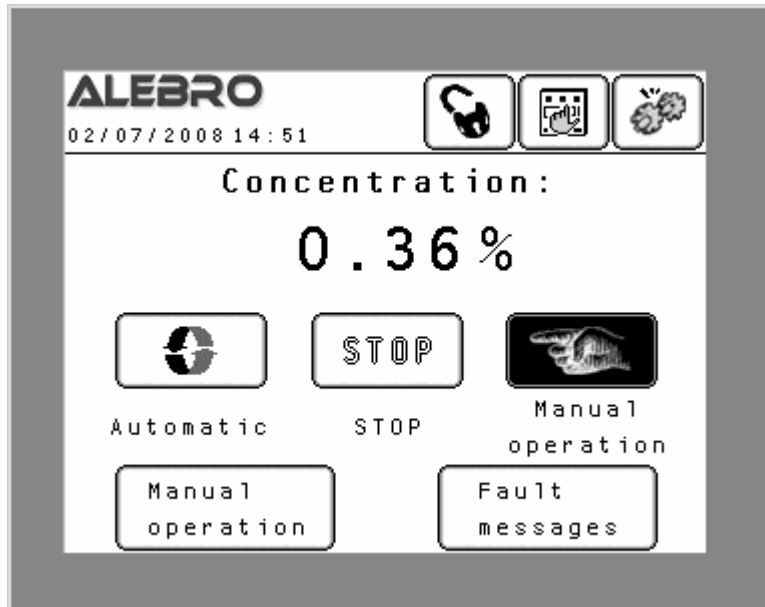 ALEBRO
02/07/2008 14:51
Concentration:
0.36%
STOP
Automatic
STOP
Manual
operation
Manual
operation
Fault
messages